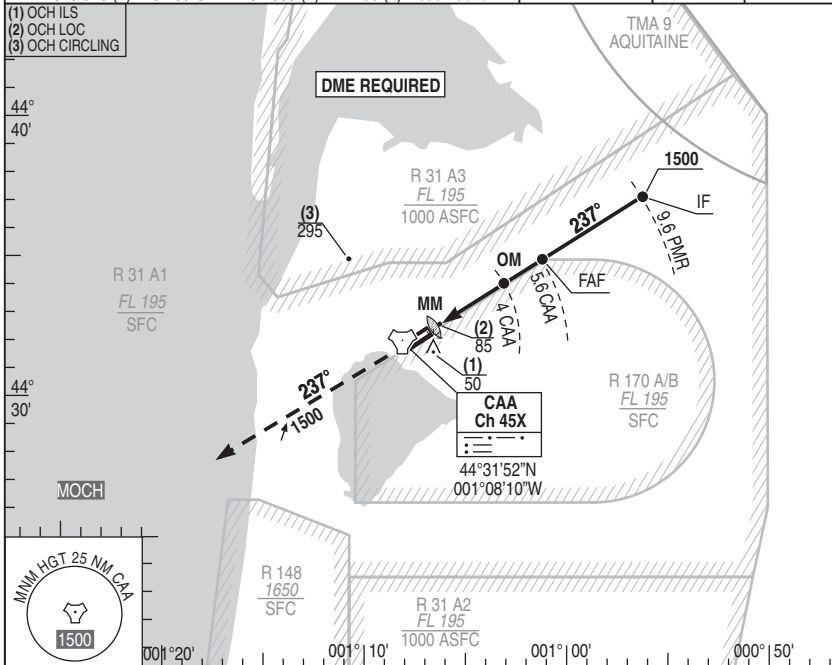 (1) OCH ILS
(2) OCH LOC
(3) OCH CIRCLING
TMA 9
AQUITAINE
DME REQUIRED
44°
40'
R 31 A3
FL 195
1000 ASFC
1500
IF
237°
9.6 PMR
(3)
295
OM
FAF
R 31 A1
FL 195
SFC
MM
4 CAA
5.6 CAA
(2)
85
(1)
50
R 170 A/B
FL 195
SFC
44°
30'
237°
1500
CAA
Ch 45X
44°31'52"N
001°08'10"W
MOCH
MNM HGT 25 NM CAA
1500
R 148
1650
SFC
R 31 A2
FL 195
1000 ASFC
001°20'
001°10'
001°00'
000°50'